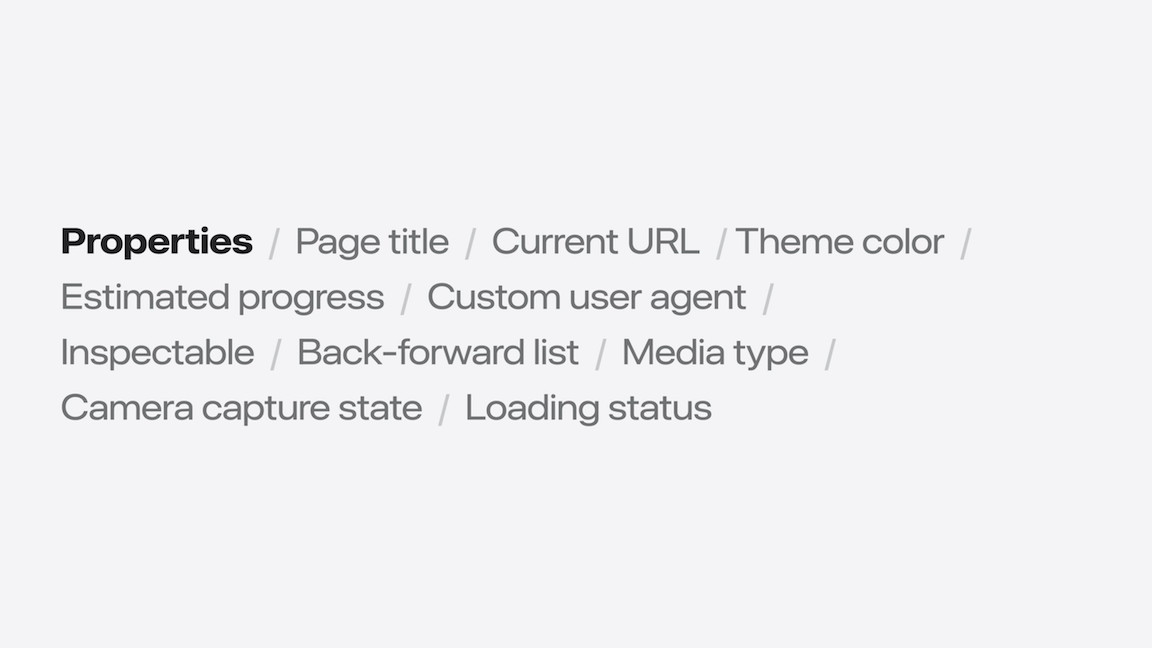 Properties / Page title / Current URL / Theme color /
Estimated progress / Custom user agent /
Inspectable / Back-forward list / Media type /
Camera capture state / Loading status